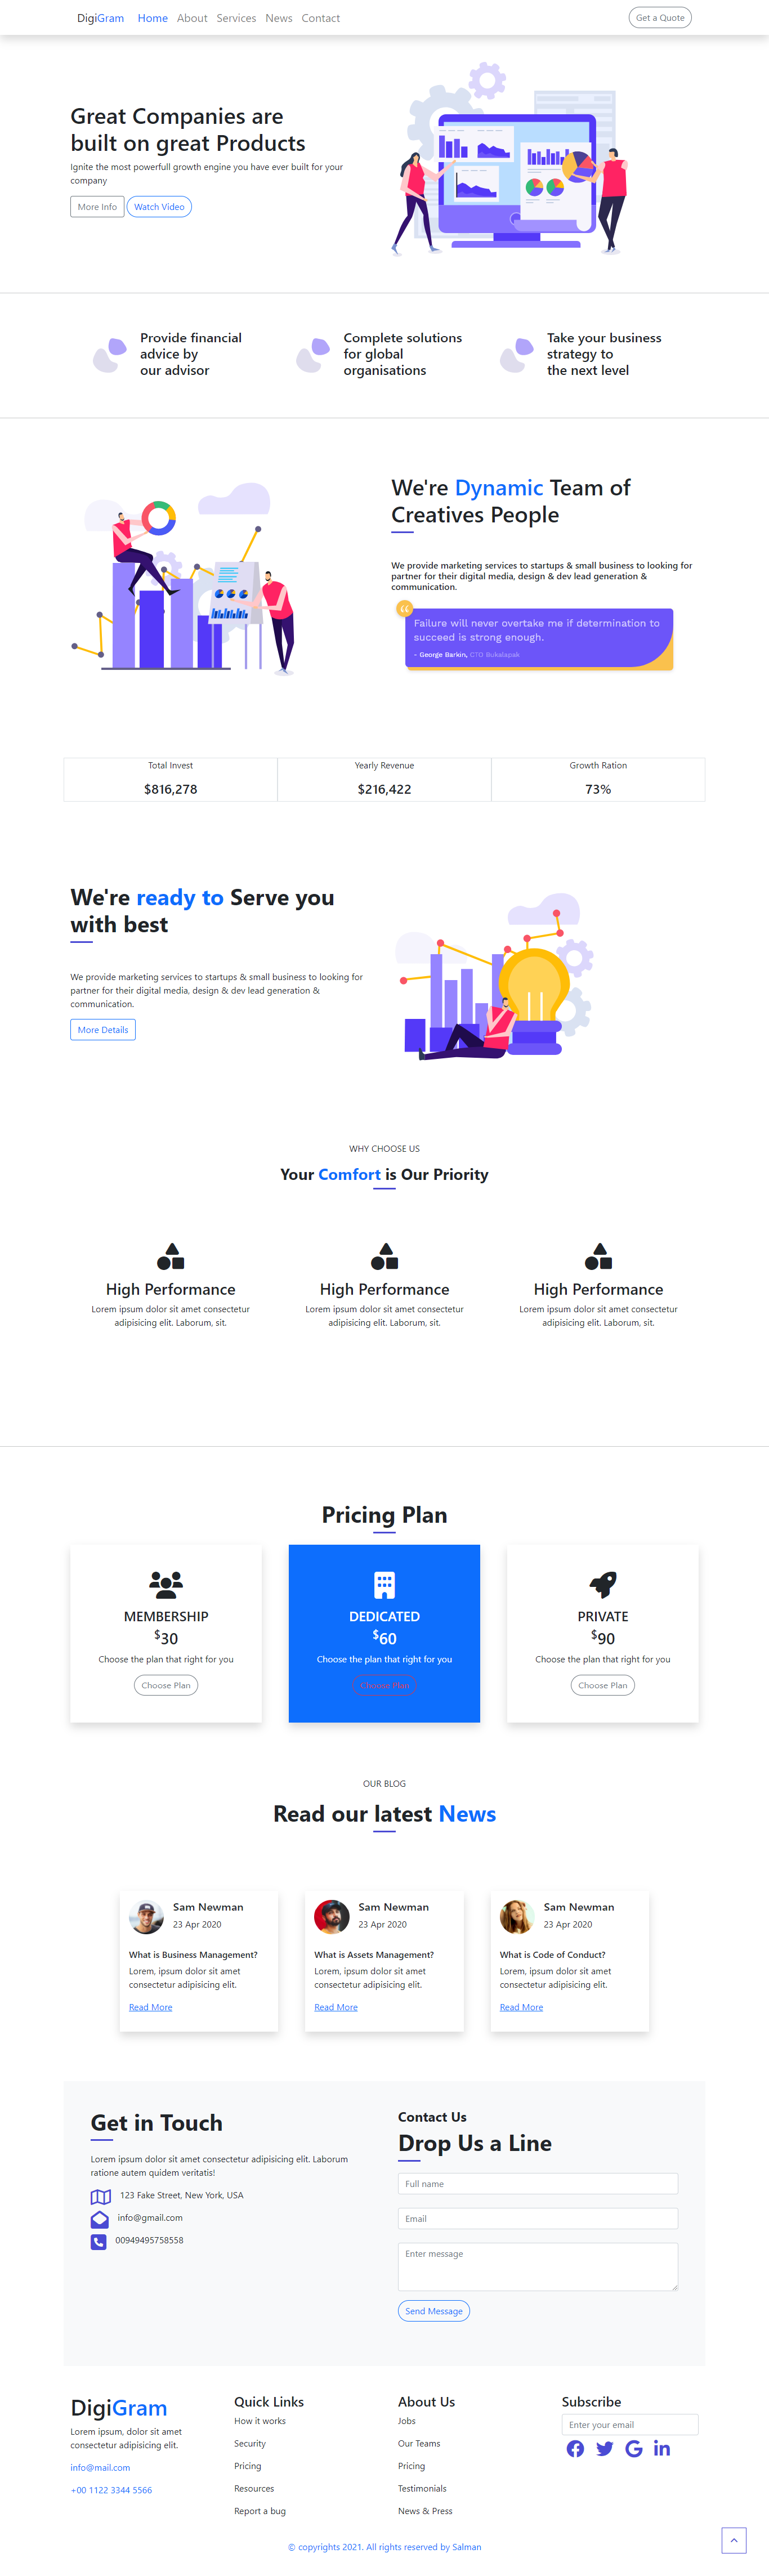 DigiGram Home About Services News Contact Get a Quote
Great Companies are
built on great Products
Ignite the most powerfull growth engine you have ever built for your
company
More Info Watch Video
Provide financial
advice by
our advisor
Complete solutions
for global
organisations
Take your business
strategy to
the next level
We're Dynamic Team of
Creatives People
We provide marketing services to startups & small business to looking for
partner for their digital media, design & dev lead generation &
communication.
Failure will never overtake me if determination to
succeed is strong enough.
- George Barkin, CTO Bukalapak
Total Invest
$816,278
Yearly Revenue
$216,422
Growth Ration
73%
We're ready to Serve you
with best
We provide marketing services to startups & small business to looking for
partner for their digital media, design & dev lead generation &
communication.
More Details
WHY CHOOSE US
Your Comfort is Our Priority
High Performance
Lorem ipsum dolor sit amet consectetur
adipisicing elit. Laborum, sit.
High Performance
Lorem ipsum dolor sit amet consectetur
adipisicing elit. Laborum, sit.
High Performance
Lorem ipsum dolor sit amet consectetur
adipisicing elit. Laborum, sit.
Pricing Plan
MEMBERSHIP
$30
Choose the plan that right for you
Choose Plan
DEDICATED
$60
Choose the plan that right for you
Choose Plan
PRIVATE
$90
Choose the plan that right for you
Choose Plan
OUR BLOG
Read our latest News
Sam Newman
23 Apr 2020
What is Business Management?
Lorem, ipsum dolor sit amet
consectetur adipisicing elit.
Read More
Sam Newman
23 Apr 2020
What is Assets Management?
Lorem, ipsum dolor sit amet
consectetur adipisicing elit.
Read More
Sam Newman
23 Apr 2020
What is Code of Conduct?
Lorem, ipsum dolor sit amet
consectetur adipisicing elit.
Read More
Get in Touch
Lorem ipsum dolor sit amet consectetur adipisicing elit. Laborum
ratione autem quidem veritatis!
123 Fake Street, New York, USA
info@gmail.com
00949495758558
Contact Us
Drop Us a Line
Full name
Email
Enter message
Send Message
DigiGram
Lorem ipsum, dolor sit amet
consectetur adipisicing elit.
info@mail.com
+00 1122 3344 5566
Quick Links
How it works
Security
Pricing
Resources
Report a bug
About Us
Jobs
Our Teams
Pricing
Testimonials
News & Press
Subscribe
Enter your email
© copyrights 2021. All rights reserved by Salman